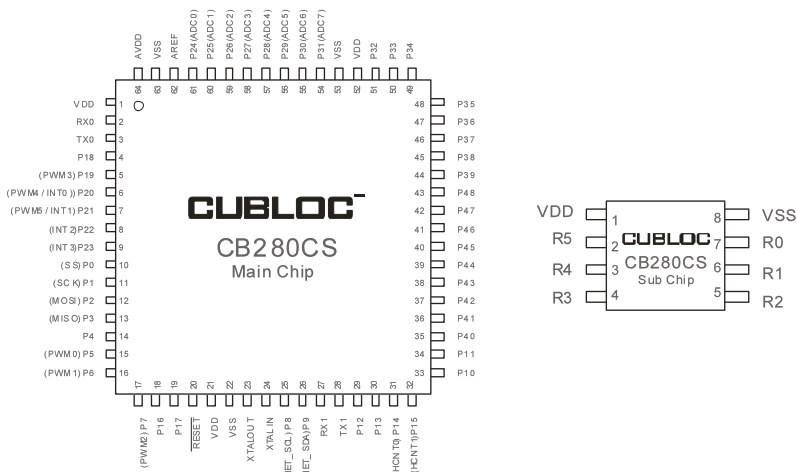 AVDD
VSS
AREF
P24(ADC0)
P25(ADC1)
P26(ADC2)
P27(ADC3)
P28(ADC4)
P29(ADC5)
P30(ADC6)
P31(ADC7)
VSS
VDD
P32
P33
P34
64
63
62
61
60
59
58
57
56
55
54
53
52
51
50
49
VDD 1
RX0 2
TX0 3
P18 4
(PWM3) P19 5
(PWM4 / INT0)) P20 6
(PWM5 / INT1) P21 7
(INT2)P22 8
(INT3)P23 9
(SS) P0 10
(SCK) P1 11
(MOSI) P2 12
(MISO) P3 13
P4 14
(PWM0) P5 15
(PWM1) P6 16
CUBLOC
CB280CS
Main Chip
48 P35
47 P36
46 P37
45 P38
44 P39
43 P48
42 P47
41 P46
40 P45
39 P44
38 P43
37 P42
36 P41
35 P40
34 P11
33 P10
17
18
19
20
21
22
23
24
25
26
27
28
29
30
31
32
(PWM2) P7
P16
P17
RESET
VDD
VSS
XTALOUT
XTALIN
ET_SCL) P8
ET_SDA)P9
RX1
TX1
P12
P13
HCNT0) P14
(HCNT1)P15
VDD 1
R5 2
R4 3
R3 4
CUBLOC
CB280CS
Sub Chip
8 VSS
7 R0
6 R1
5 R2